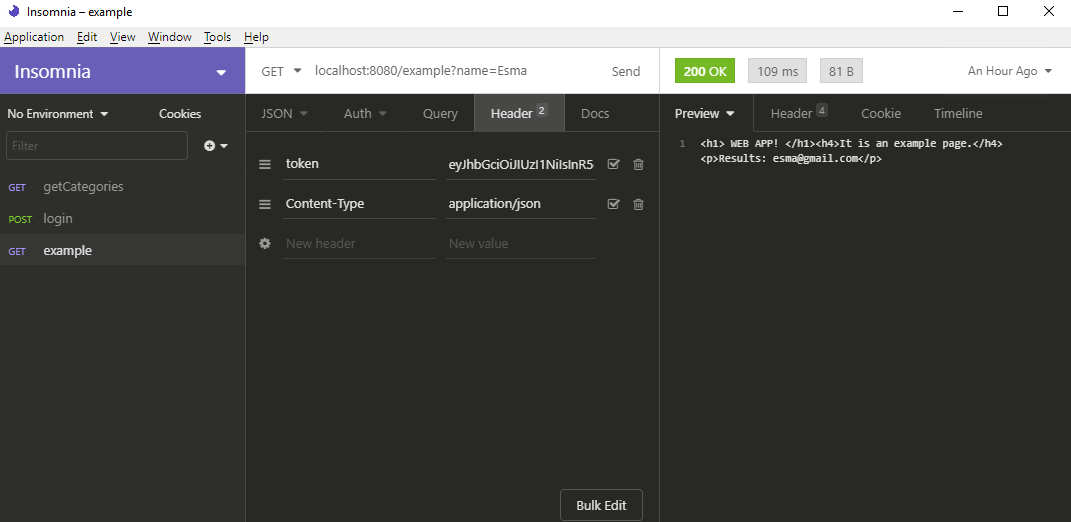 Insomnia – example
Application Edit View Window Tools Help
Insomnia
GET localhost:8080/example?name=Esma Send
200 OK 109 ms 81 B An Hour Ago
No Environment Cookies
JSON Auth Query Header 2 Docs
Preview Header 4 Cookie Timeline
Filter
GET getCategories
POST login
GET example
token eyJhbGciOiJIUzI1NiIsInR5
Content-Type application/json
New header New value
Bulk Edit
1 <h1> WEB APP! </h1><h4>It is an example page.</h4>
<p>Results: esma@gmail.com</p>